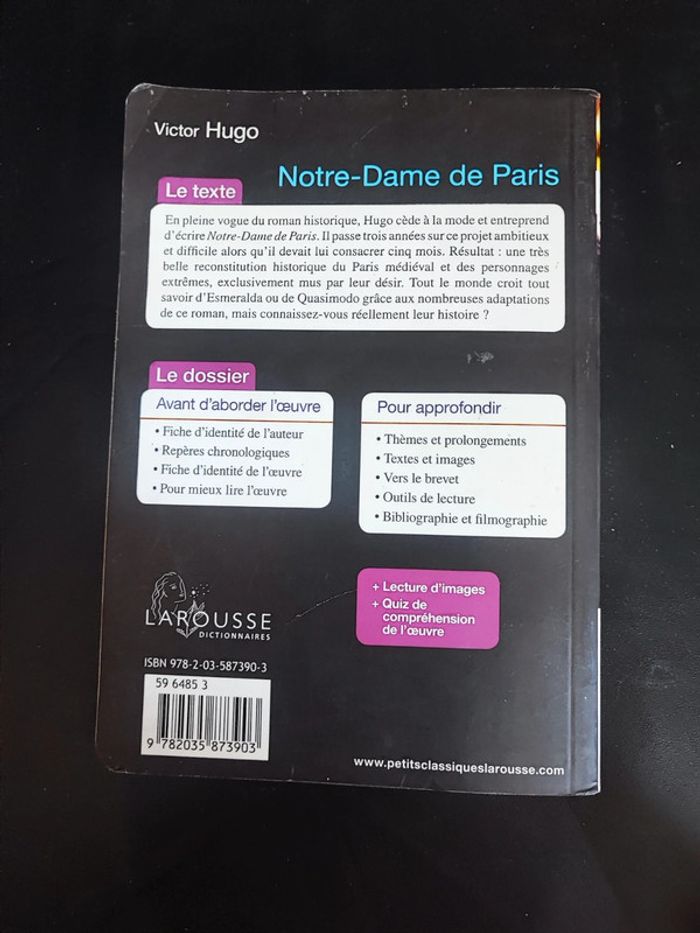 Victor Hugo
Notre-Dame de Paris
Le texte
En pleine vogue du roman historique, Hugo cède à la mode et entreprend
d'écrire Notre-Dame de Paris. Il passe trois années sur ce projet ambitieux
et difficile alors qu'il devait lui consacrer cinq mois. Résultat : une très
belle reconstitution historique du Paris médiéval et des personnages
extrêmes, exclusivement mus par leur désir. Tout le monde croit tout
savoir d'Esmeralda ou de Quasimodo grâce aux nombreuses adaptations
de ce roman, mais connaissez-vous réellement leur histoire ?
Le dossier
Avant d'aborder l'œuvre
• Fiche d'identité de l'auteur
• Repères chronologiques
• Fiche d'identité de l'œuvre
• Pour mieux lire l'œuvre
Pour approfondir
• Thèmes et prolongements
• Textes et images
• Vers le brevet
• Outils de lecture
• Bibliographie et filmographie
+ Lecture d'images
+ Quiz de
compréhension
de l'œuvre
LAROUSSE
DICTIONNAIRES
ISBN 978-2-03-587390-3
59 6485 3
9 782035 873903
www.petitsclassiqueslarousse.com